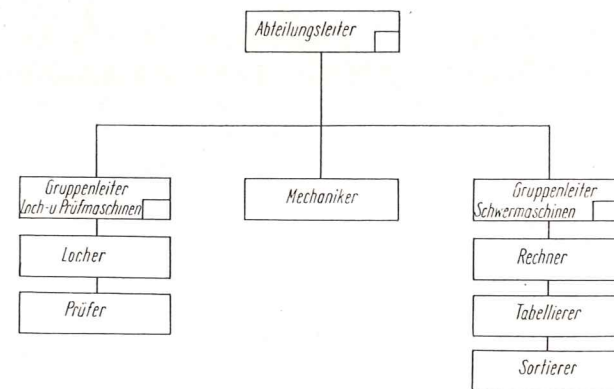 Abteilungsleiter
Gruppenleiter
Loch-u Prüfmaschinen
Mechaniker
Gruppenleiter
Schwermaschinen
Locher
Rechner
Prüfer
Tabellierer
Sortierer